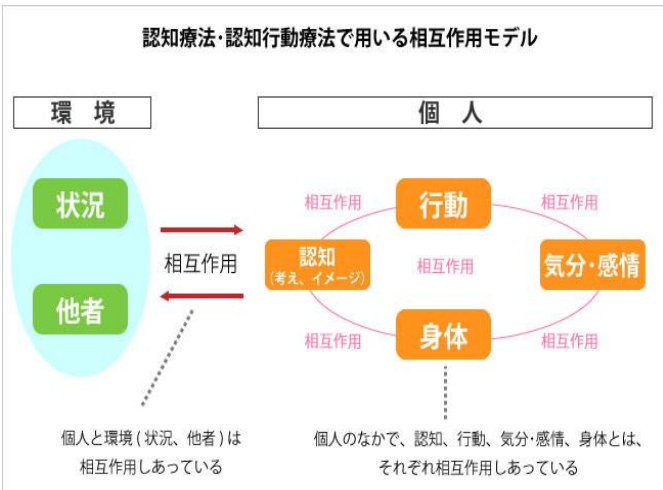 認知療法・認知行動療法で用いる相互作用モデル
環 境
個 人
状況
他者
相互作用
行動
認知
(考え、イメージ)
気分・感情
身体
相互作用
相互作用
相互作用
相互作用
相互作用
個人と環境(状況、他者)は
相互作用しあっている
個人のなかで、認知、行動、気分・感情、身体とは、
それぞれ相互作用しあっている